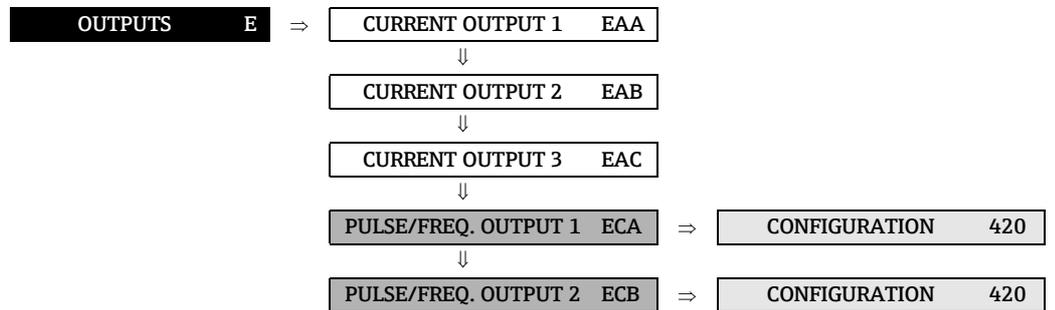 OUTPUTS E ⇒ CURRENT OUTPUT 1 EAA
⇓
CURRENT OUTPUT 2 EAB
⇓
CURRENT OUTPUT 3 EAC
⇓
PULSE/FREQ. OUTPUT 1 ECA ⇒ CONFIGURATION 420
⇓
PULSE/FREQ. OUTPUT 2 ECB ⇒ CONFIGURATION 420